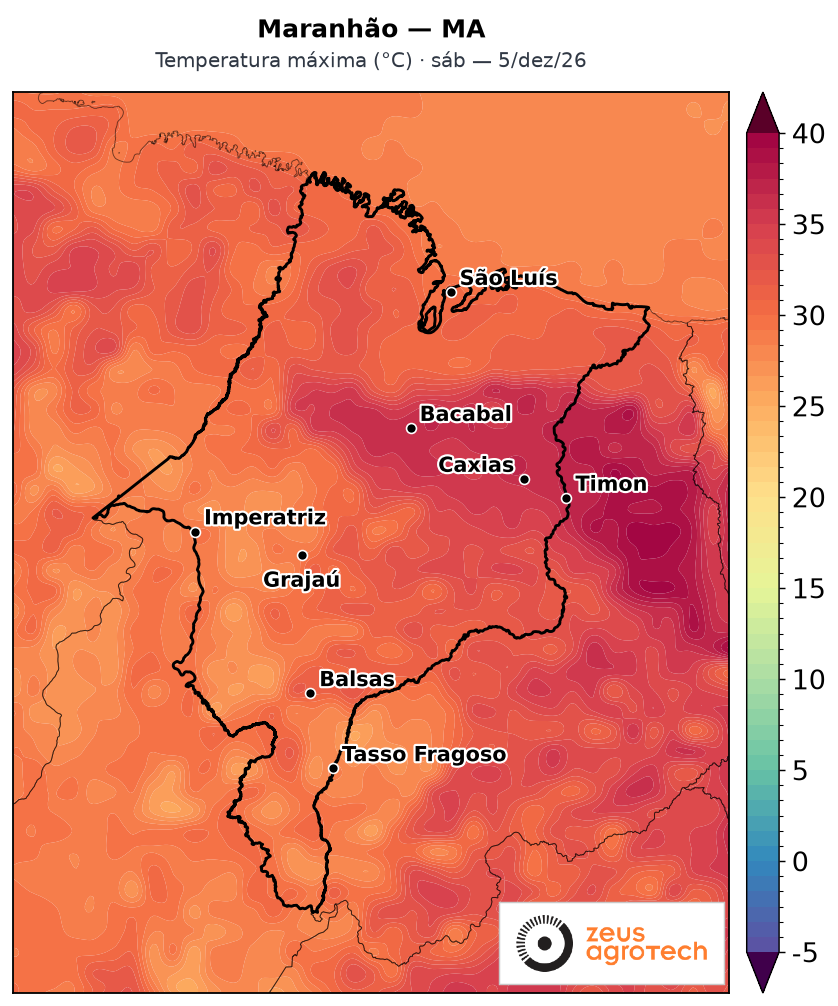 Maranhão — MA
Temperatura máxima (°C) · sáb — 5/dez/26
40
35
30
25
20
15
10
5
0
-5
São Luís
Bacabal
Caxias
Timon
Imperatriz
Grajaú
Balsas
Tasso Fragoso
zeus
agrotech